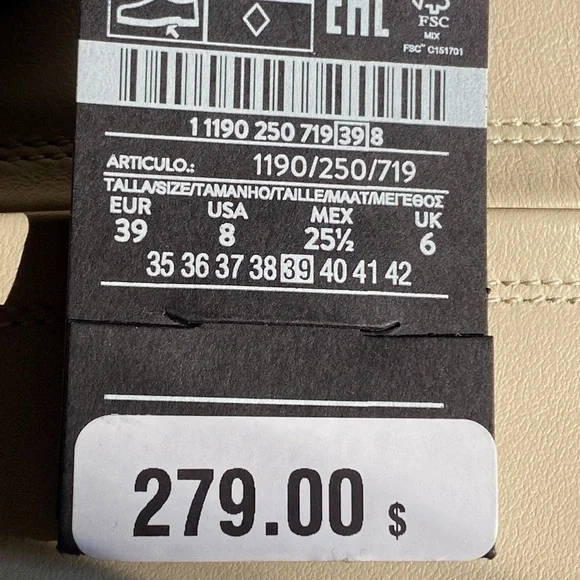 EAC
FSC
MIX
FSC™ C151701
1 1190 250 719 39 8
ARTICULO.: 1190/250/719
TALLA/SIZE/TAMANHO/TAILLE/MAAT/ΜΕΓΕΘΟΣ
EUR USA MEX UK
39 8 25½ 6
35 36 37 38 39 40 41 42
279.00 $